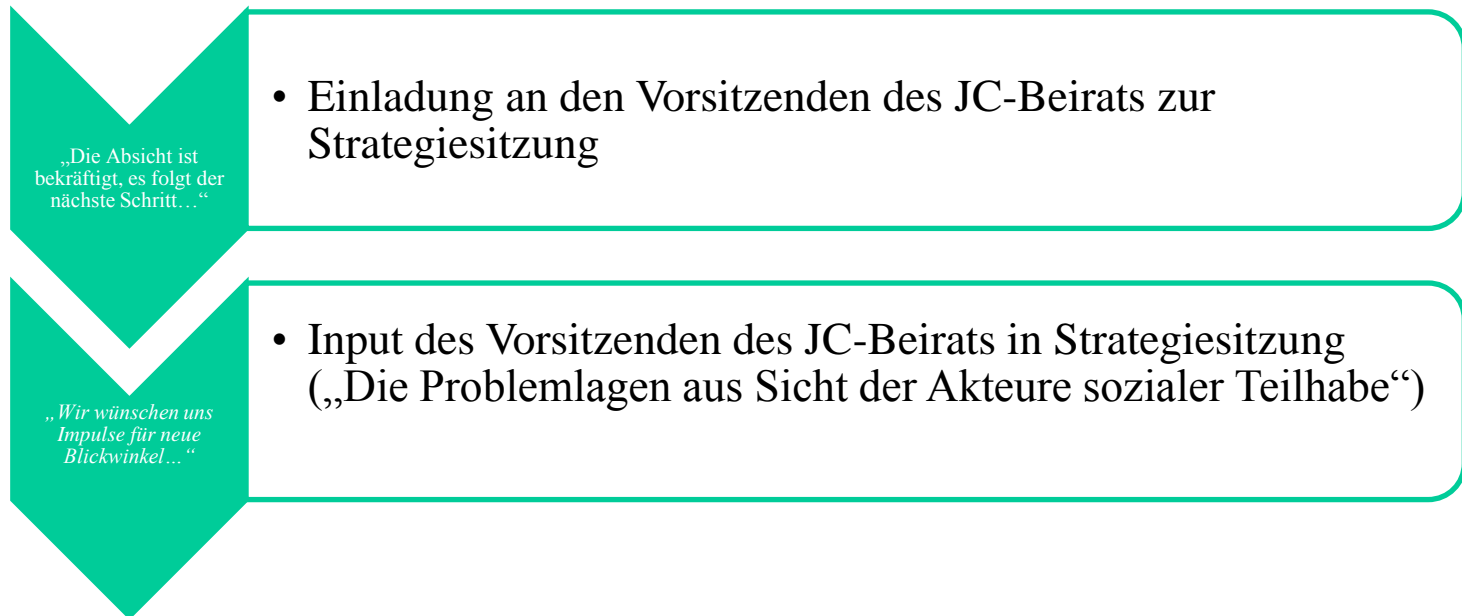 „Die Absicht ist
bekräftigt, es folgt der
nächste Schritt…“
• Einladung an den Vorsitzenden des JC-Beirats zur
Strategiesitzung
„Wir wünschen uns
Impulse für neue
Blickwinkel…“
• Input des Vorsitzenden des JC-Beirats in Strategiesitzung
(„Die Problemlagen aus Sicht der Akteure sozialer Teilhabe“)